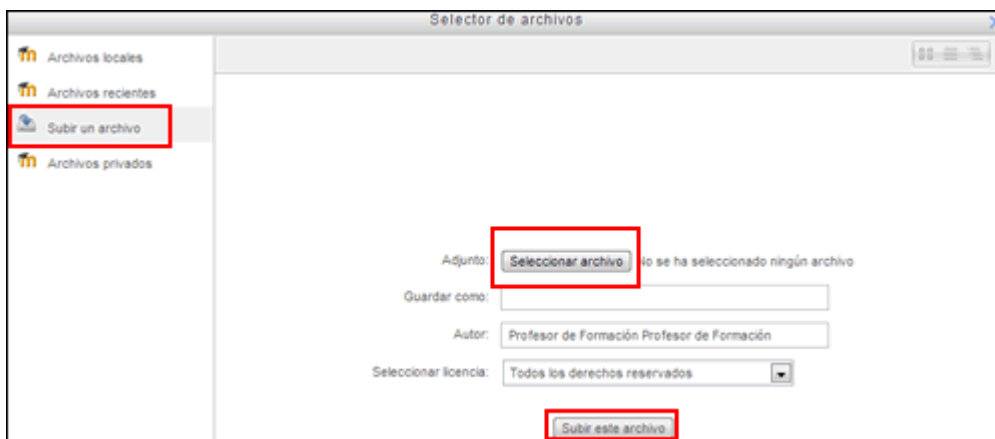 Selector de archivos
Archivos locales
Archivos recientes
Subir un archivo
Archivos privados
Adjunto: Seleccionar archivo No se ha seleccionado ningún archivo
Guardar como:
Autor: Profesor de Formación Profesor de Formación
Seleccionar licencia: Todos los derechos reservados
Subir este archivo